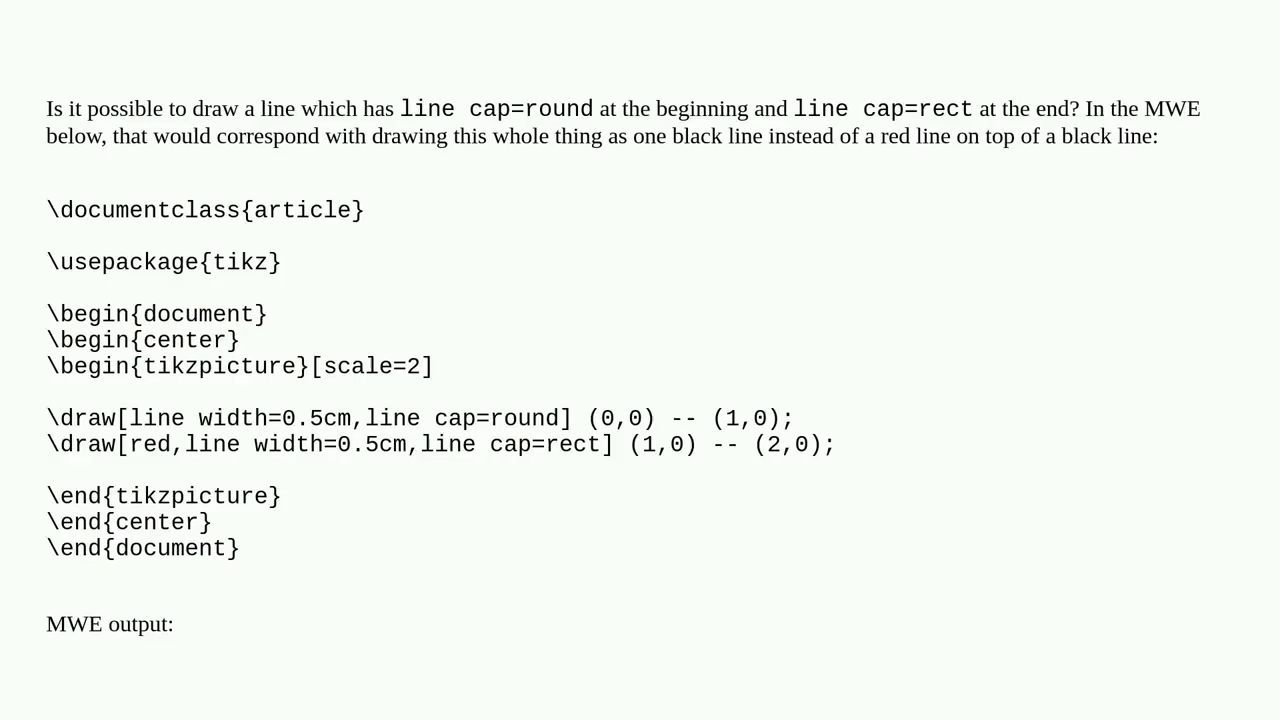 Is it possible to draw a line which has line cap=round at the beginning and line cap=rect at the end? In the MWE
below, that would correspond with drawing this whole thing as one black line instead of a red line on top of a black line:
\documentclass{article}
\usepackage{tikz}
\begin{document}
\begin{center}
\begin{tikzpicture}[scale=2]
\draw[line width=0.5cm,line cap=round] (0,0) -- (1,0);
\draw[red,line width=0.5cm,line cap=rect] (1,0) -- (2,0);
\end{tikzpicture}
\end{center}
\end{document}
MWE output: